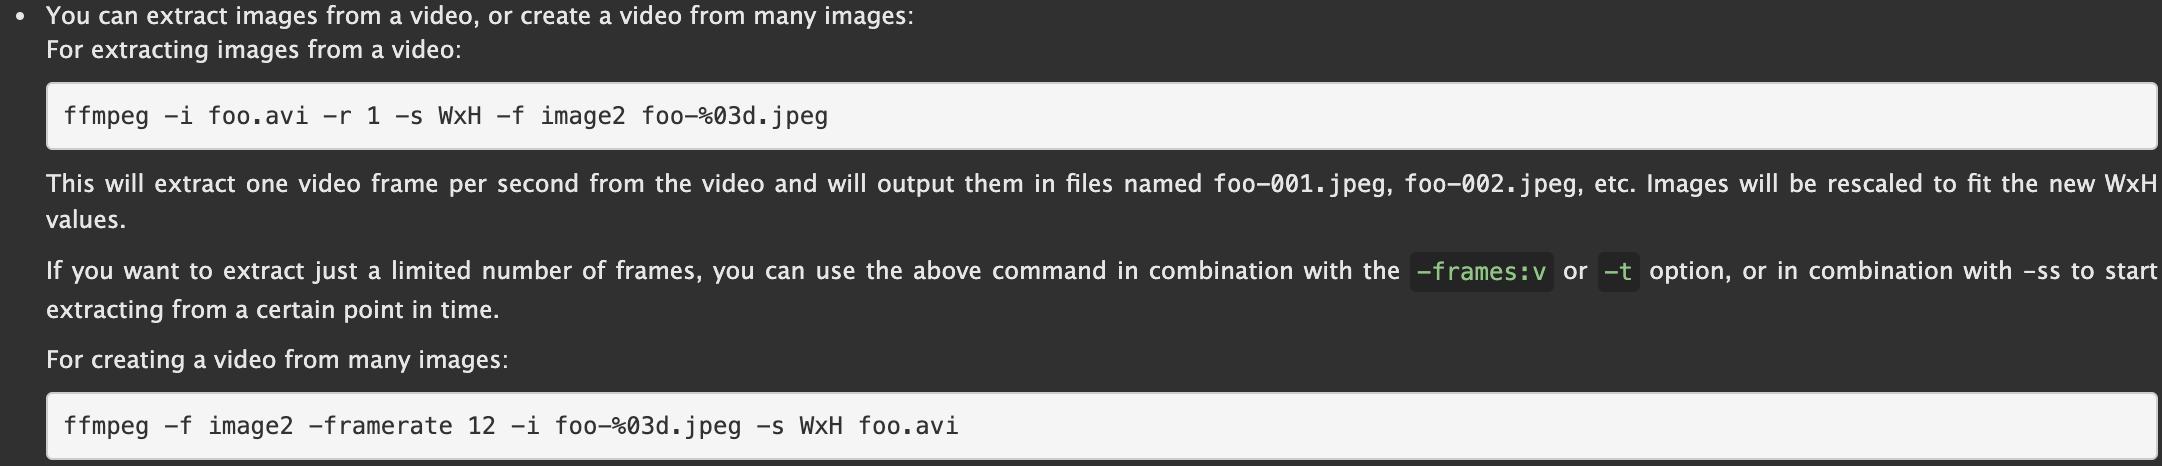 • You can extract images from a video, or create a video from many images:
For extracting images from a video:
ffmpeg -i foo.avi -r 1 -s WxH -f image2 foo-%03d.jpeg
This will extract one video frame per second from the video and will output them in files named foo-001.jpeg, foo-002.jpeg, etc. Images will be rescaled to fit the new WxH
values.
If you want to extract just a limited number of frames, you can use the above command in combination with the -frames:v or -t option, or in combination with -ss to start
extracting from a certain point in time.
For creating a video from many images:
ffmpeg -f image2 -framerate 12 -i foo-%03d.jpeg -s WxH foo.avi